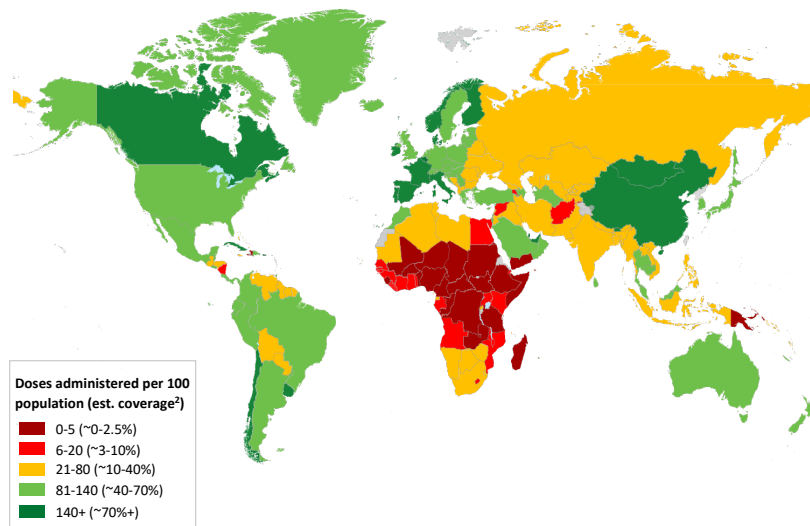 Doses administered per 100
population (est. coverage²)
0-5 (~0-2.5%)
6-20 (~3-10%)
21-80 (~10-40%)
81-140 (~40-70%)
140+ (~70%+)